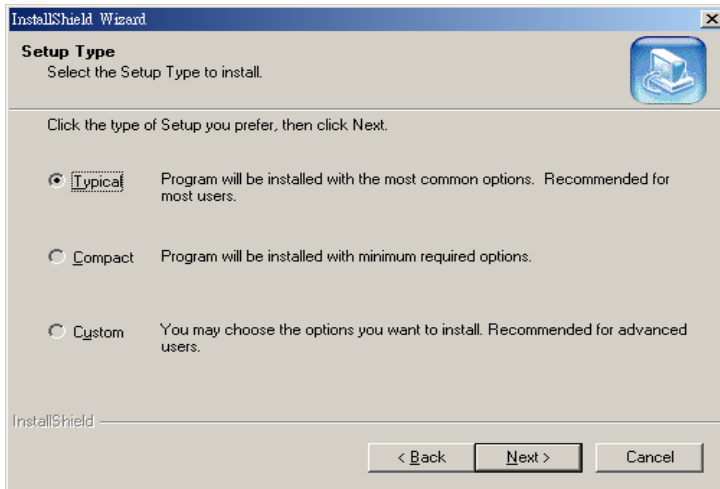 InstallShield Wizard
Setup Type
Select the Setup Type to install.
Click the type of Setup you prefer, then click Next.
Typical
Program will be installed with the most common options. Recommended for
most users.
Compact
Program will be installed with minimum required options.
Custom
You may choose the options you want to install. Recommended for advanced
users.
InstallShield
< Back
Next >
Cancel